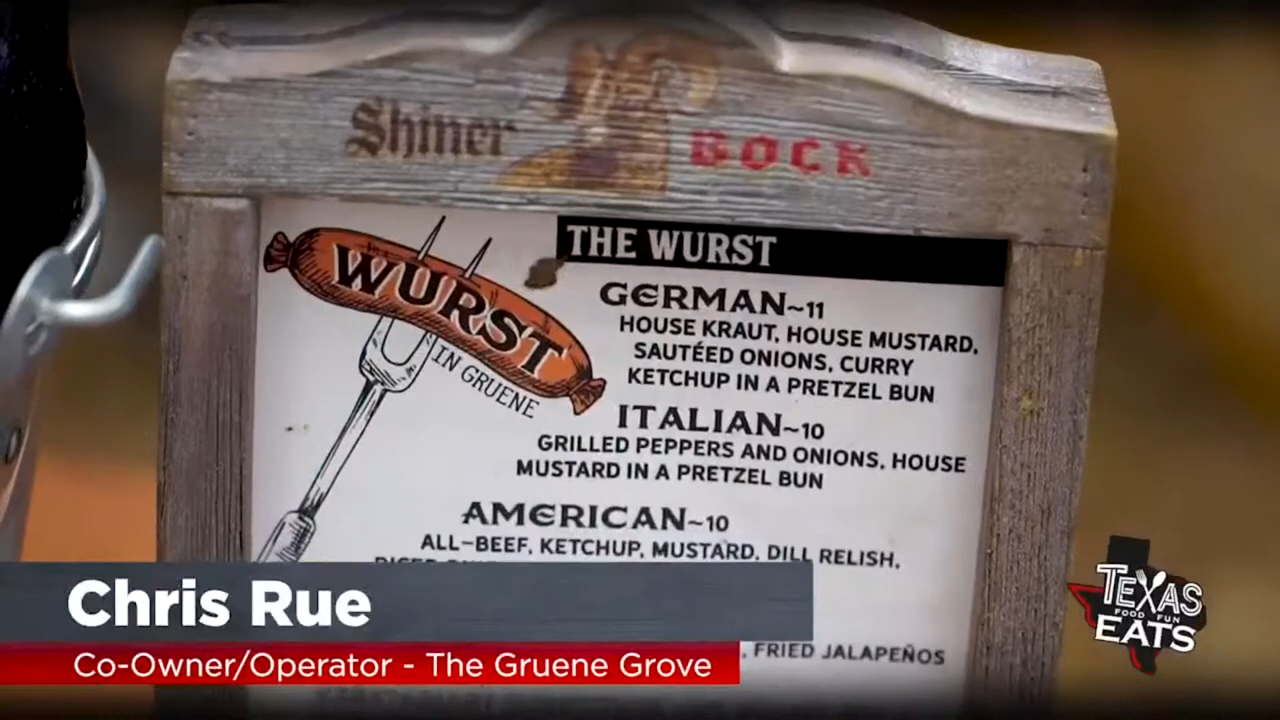 Shiner BOCK
WURST
IN GRUENE
THE WURST
GERMAN~11
HOUSE KRAUT, HOUSE MUSTARD,
SAUTÉED ONIONS, CURRY
KETCHUP IN A PRETZEL BUN
ITALIAN~10
GRILLED PEPPERS AND ONIONS, HOUSE
MUSTARD IN A PRETZEL BUN
AMERICAN~10
ALL-BEEF, KETCHUP, MUSTARD, DILL RELISH,
, FRIED JALAPEÑOS
Chris Rue
Co-Owner/Operator - The Gruene Grove
TEXAS
FOOD FUN
EATS